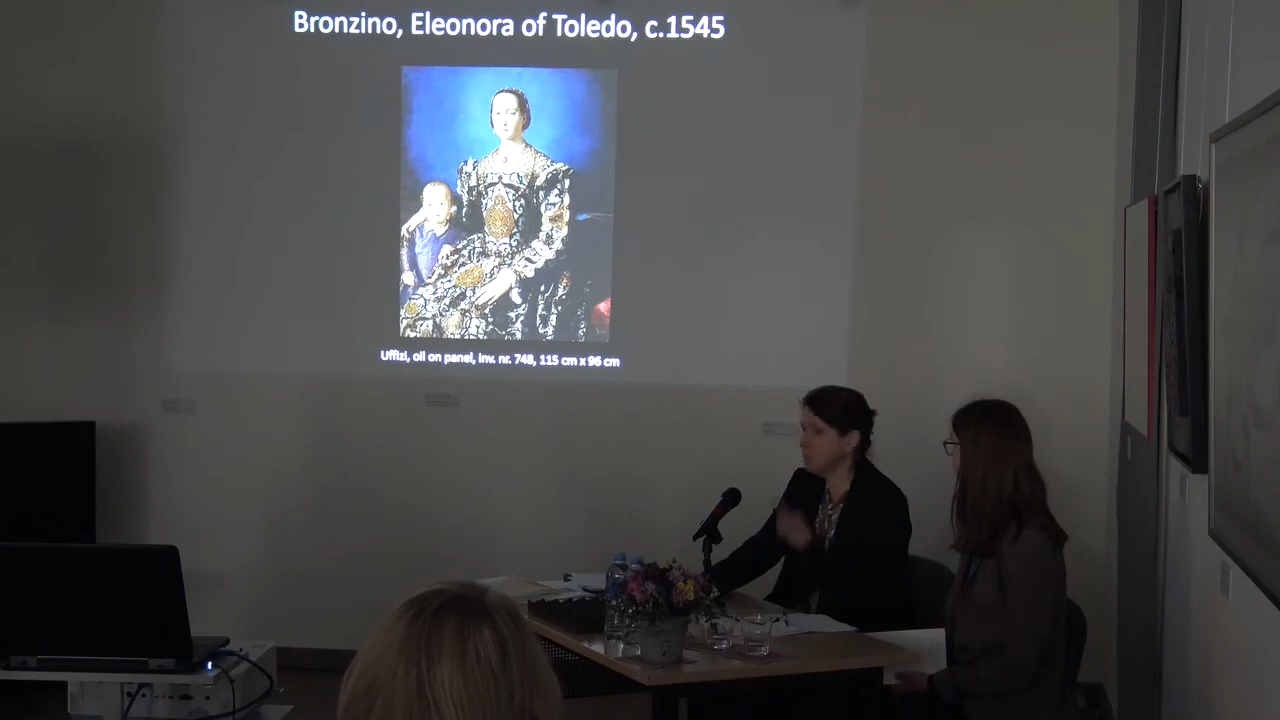 Bronzino, Eleonora of Toledo, c.1545
Uffizi, oil on panel, inv. nr. 748, 115 cm x 96 cm